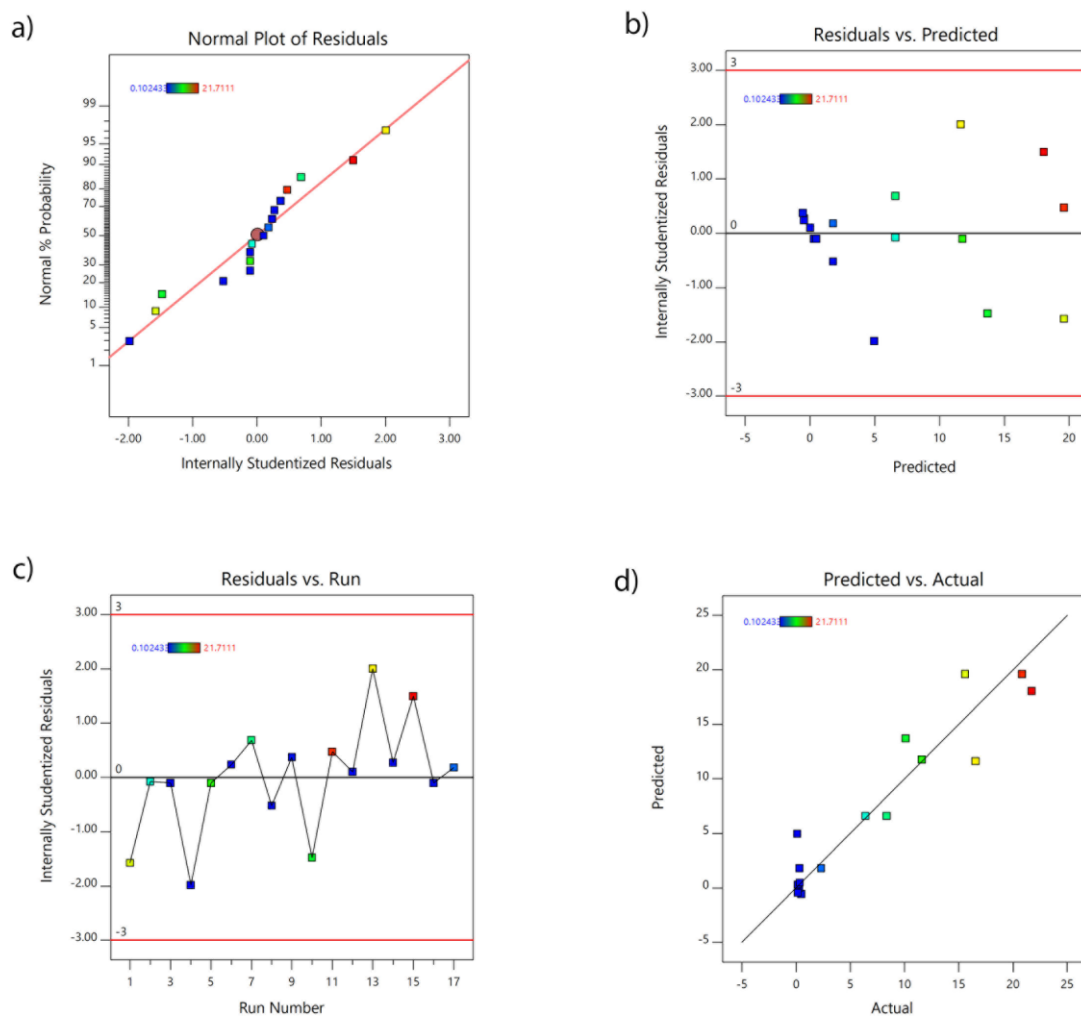 a)
Normal Plot of Residuals
0.102433 21.7111
Normal % Probability
99
95
90
80
70
50
30
20
10
5
1
-2.00 -1.00 0.00 1.00 2.00 3.00
Internally Studentized Residuals
b)
Residuals vs. Predicted
0.102433 21.7111
Internally Studentized Residuals
3.00
2.00
1.00
0.00
-1.00
-2.00
-3.00
3
0
-3
-5 0 5 10 15 20
Predicted
c)
Residuals vs. Run
0.102433 21.7111
Internally Studentized Residuals
3.00
2.00
1.00
0.00
-1.00
-2.00
-3.00
3
0
-3
1 3 5 7 9 11 13 15 17
Run Number
d)
Predicted vs. Actual
0.102433 21.7111
Predicted
25
20
15
10
5
0
-5
-5 0 5 10 15 20 25
Actual